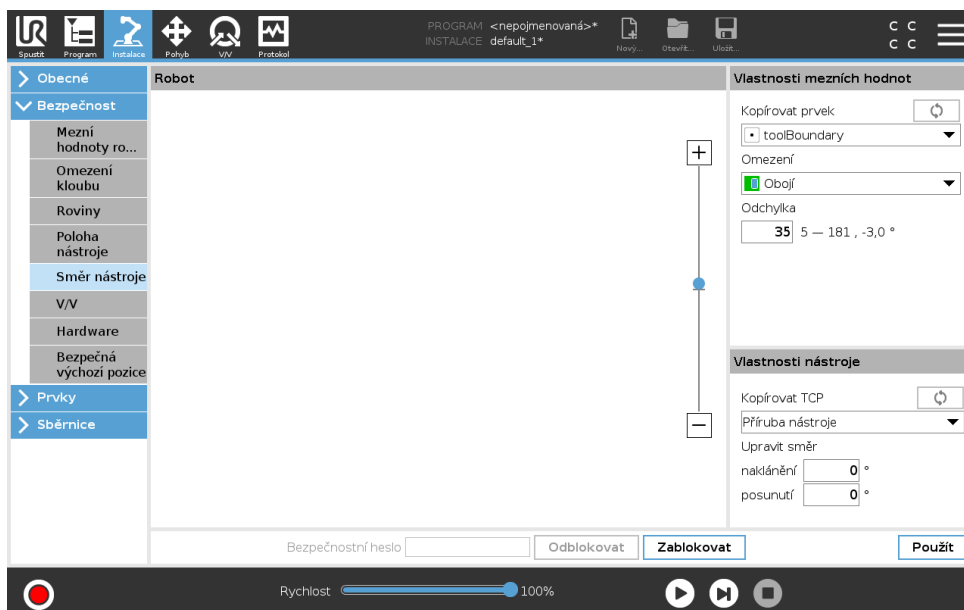 PROGRAM <nepojmenovaná>*
INSTALACE default_1*
Spustit Program Instalace Pohyb V/V Protokol Nový... Otevřít... Uložit...
C C
C C
Obecné
Bezpečnost
Mezní
hodnoty ro...
Omezení
kloubu
Roviny
Poloha
nástroje
Směr nástroje
V/V
Hardware
Bezpečná
výchozí pozice
Prvky
Sběrnice
Robot
Vlastnosti mezních hodnot
Kopírovat prvek
toolBoundary
Omezení
Obojí
Odchylka
35 5 — 181 , -3,0 °
Vlastnosti nástroje
Kopírovat TCP
Příruba nástroje
Upravit směr
naklánění 0 °
posunutí 0 °
Bezpečnostní heslo Odblokovat Zablokovat Použít
Rychlost 100%